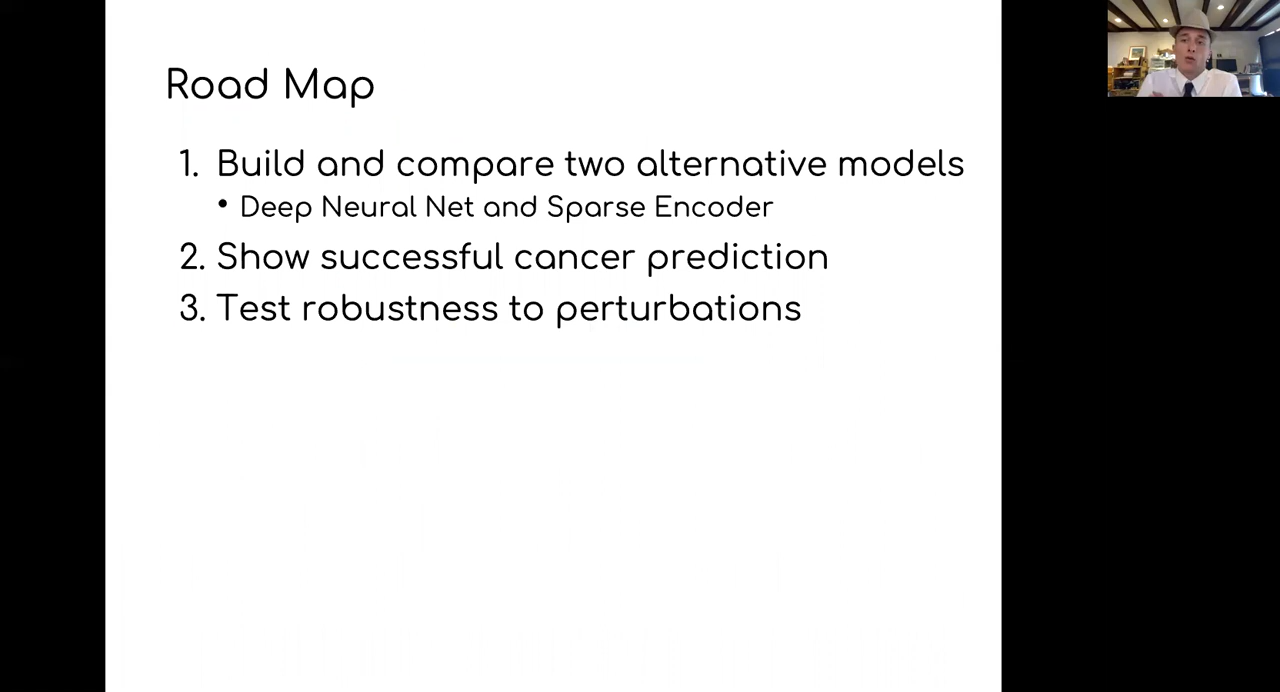 Road Map
1. Build and compare two alternative models
• Deep Neural Net and Sparse Encoder
2. Show successful cancer prediction
3. Test robustness to perturbations